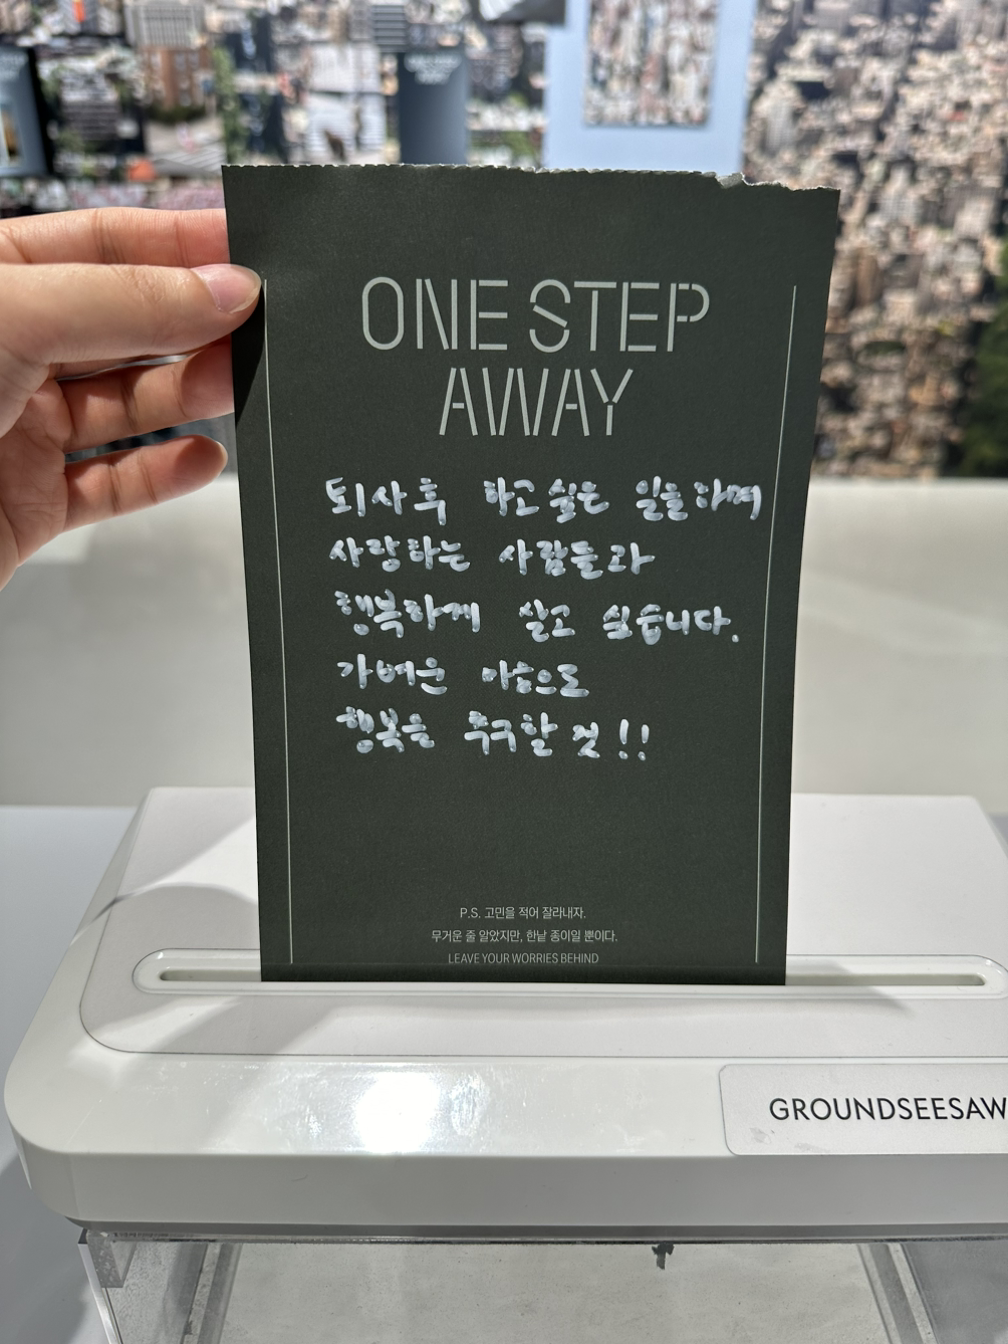 ONE STEP
AWAY
퇴사 후 하고 싶은 일을 하며
사랑하는 사람들과
행복하게 살고 싶습니다.
가벼운 마음으로
행복을 추구할 것!!
P.S. 고민을 적어 잘라내자.
무거운 줄 알았지만, 한낱 종이일 뿐이다.
LEAVE YOUR WORRIES BEHIND
GROUNDSEESAW